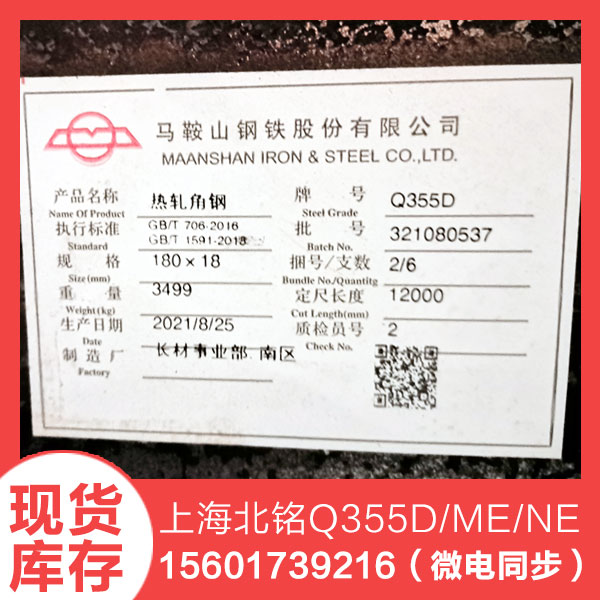 马鞍山钢铁股份有限公司
MAANSHAN IRON & STEEL CO.,LTD.
产品名称 热轧角钢 牌号 Q355D
Name Of Product Steel Grade
执行标准 GB/T 706-2016 GB/T 1591-2018 批号 321080537
Standard Batch No.
规格 180×18 捆号/支数 2/6
Size(mm) Bundle No./Quantitg
重量 3499 定尺长度 12000
Weight(kg) Cut Length(mm)
生产日期 2021/8/25 质检员号 2
Date Check No.
制造厂 长材事业部 南区
Factory
现货
库存
上海北铭Q355D/ME/NE
15601739216（微电同步）